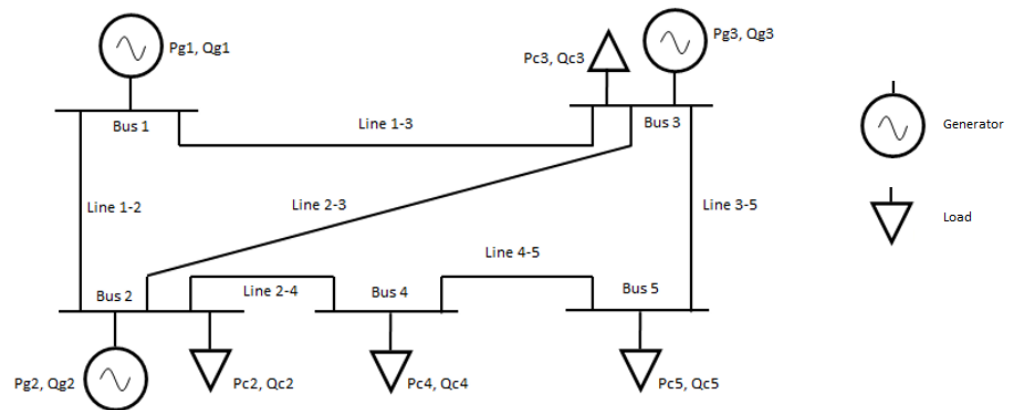 Pg1, Qg1
Pc3, Qc3
Pg3, Qg3
Bus 1
Line 1-3
Bus 3
Generator
Line 1-2
Line 2-3
Line 3-5
Load
Line 4-5
Bus 2
Line 2-4
Bus 4
Bus 5
Pg2, Qg2
Pc2, Qc2
Pc4, Qc4
Pc5, Qc5